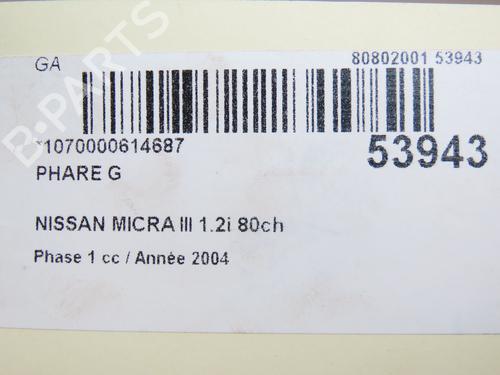 GA 80802001 53943
*1070000614687 53943
PHARE G
NISSAN MICRA III 1.2i 80ch
Phase 1 cc / Année 2004
B-PARTS